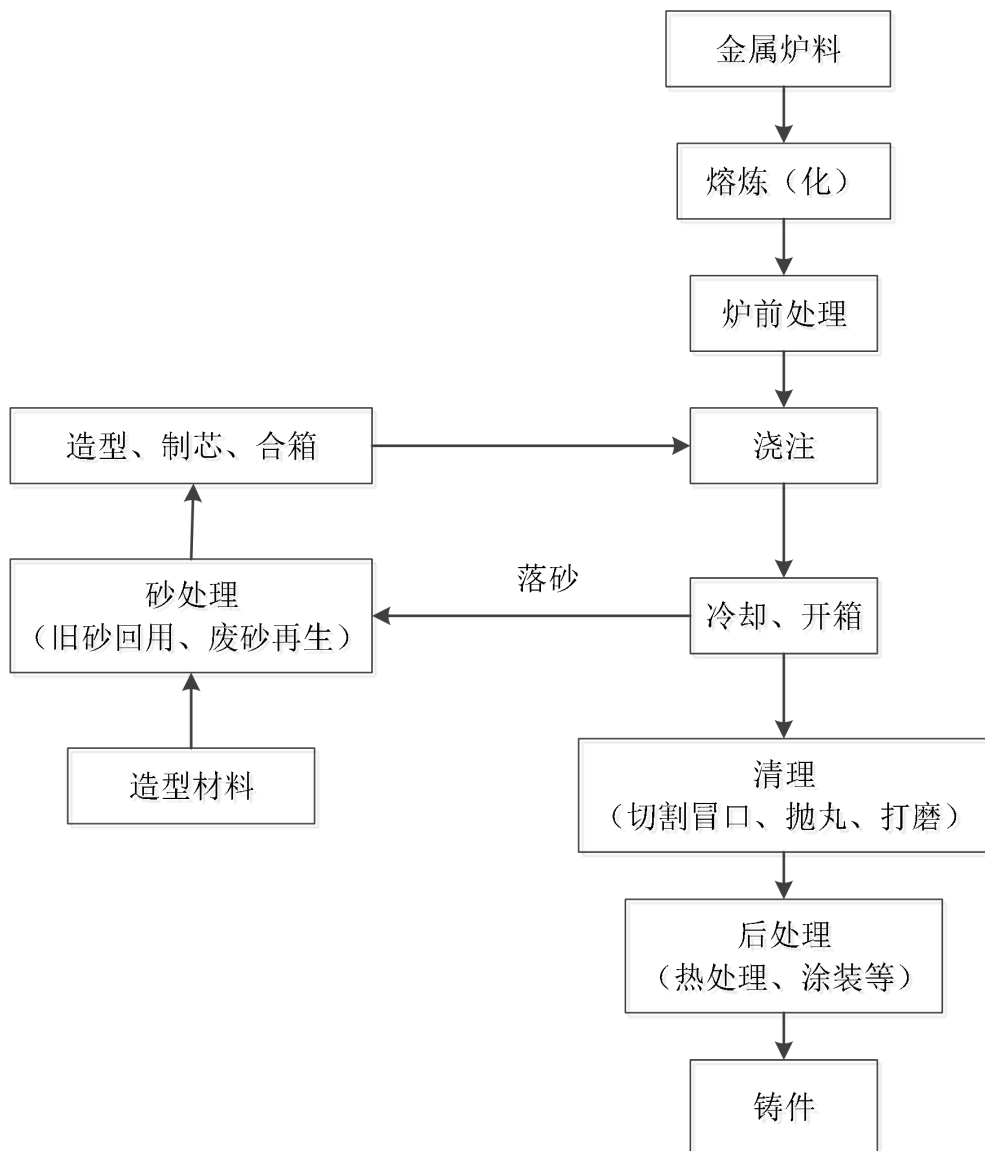 金属炉料
熔炼（化）
炉前处理
造型、制芯、合箱
浇注
砂处理
（旧砂回用、废砂再生）
落砂
冷却、开箱
造型材料
清理
（切割冒口、抛丸、打磨）
后处理
（热处理、涂装等）
铸件